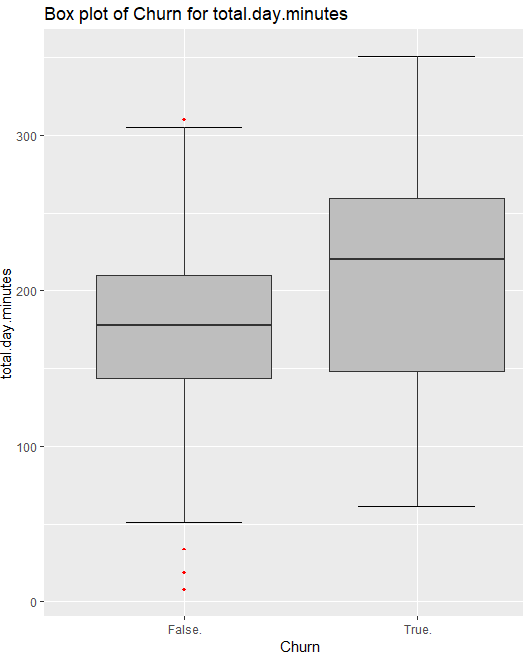 Box plot of Churn for total.day.minutes
total.day.minutes
300
200
100
0
False.
True.
Churn